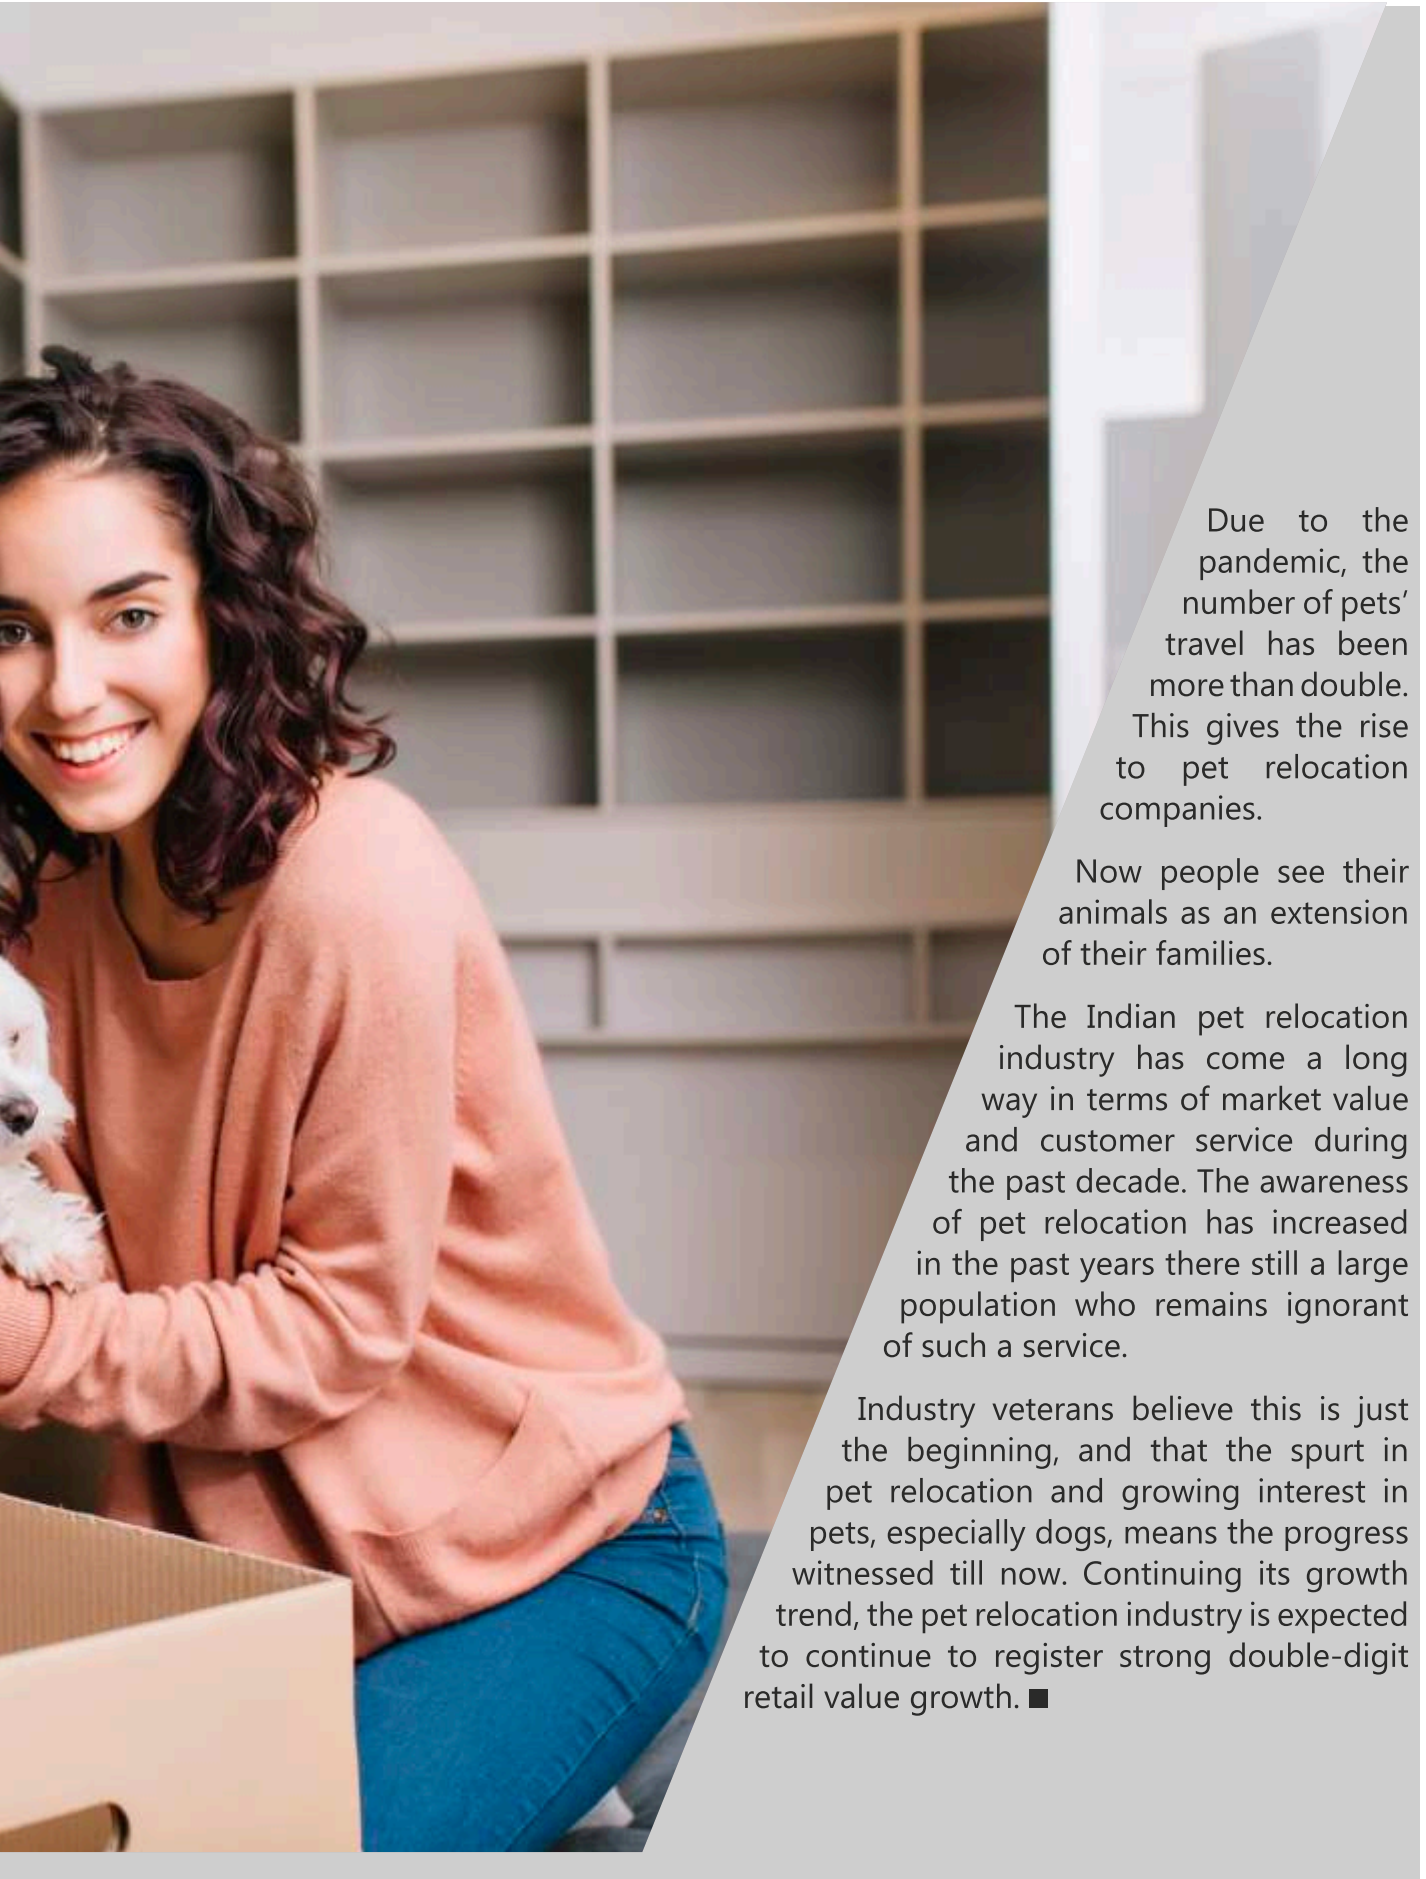 Due to the
pandemic, the
number of pets’
travel has been
more than double.
This gives the rise
to pet relocation
companies.
Now people see their
animals as an extension
of their families.
The Indian pet relocation
industry has come a long
way in terms of market value
and customer service during
the past decade. The awareness
of pet relocation has increased
in the past years there still a large
population who remains ignorant
of such a service.
Industry veterans believe this is just
the beginning, and that the spurt in
pet relocation and growing interest in
pets, especially dogs, means the progress
witnessed till now. Continuing its growth
trend, the pet relocation industry is expected
to continue to register strong double-digit
retail value growth. ■